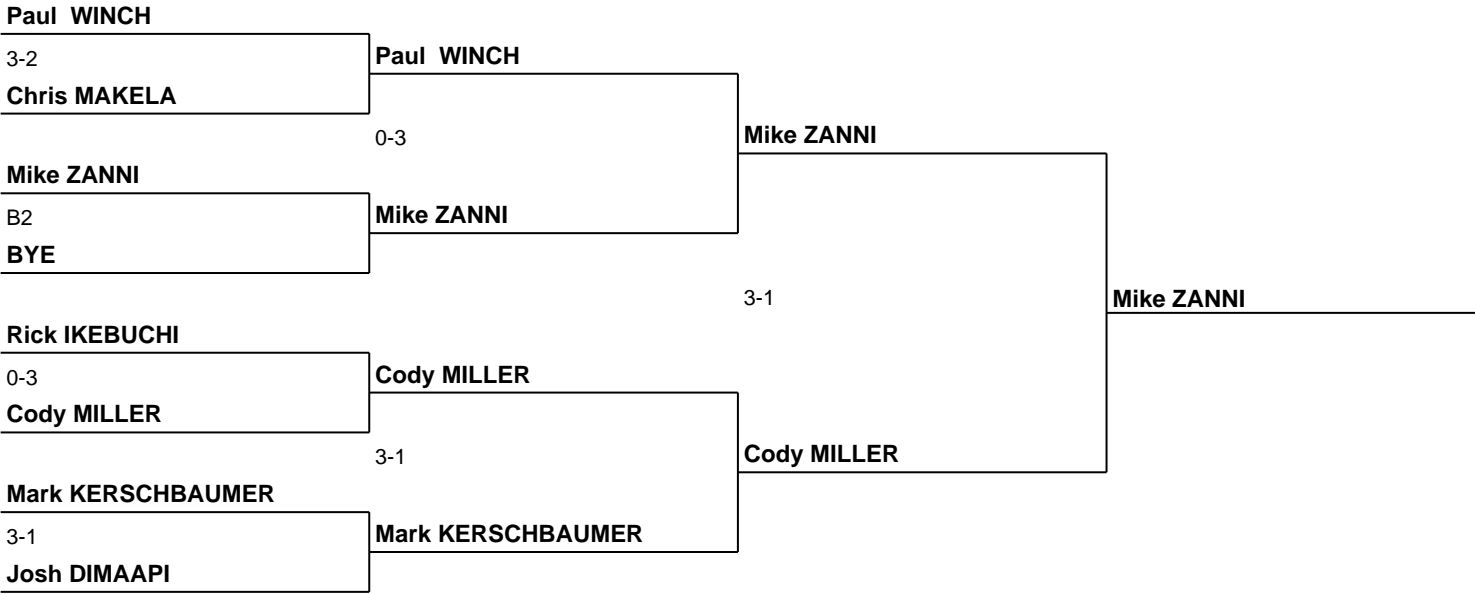 Paul  WINCH
3-2
Paul  WINCH
Chris MAKELA
0-3
Mike ZANNI
Mike ZANNI
B2
Mike ZANNI
BYE
3-1
Mike ZANNI
Rick IKEBUCHI
0-3
Cody MILLER
Cody MILLER
3-1
Cody MILLER
Mark KERSCHBAUMER
3-1
Mark KERSCHBAUMER
Josh DIMAAPI